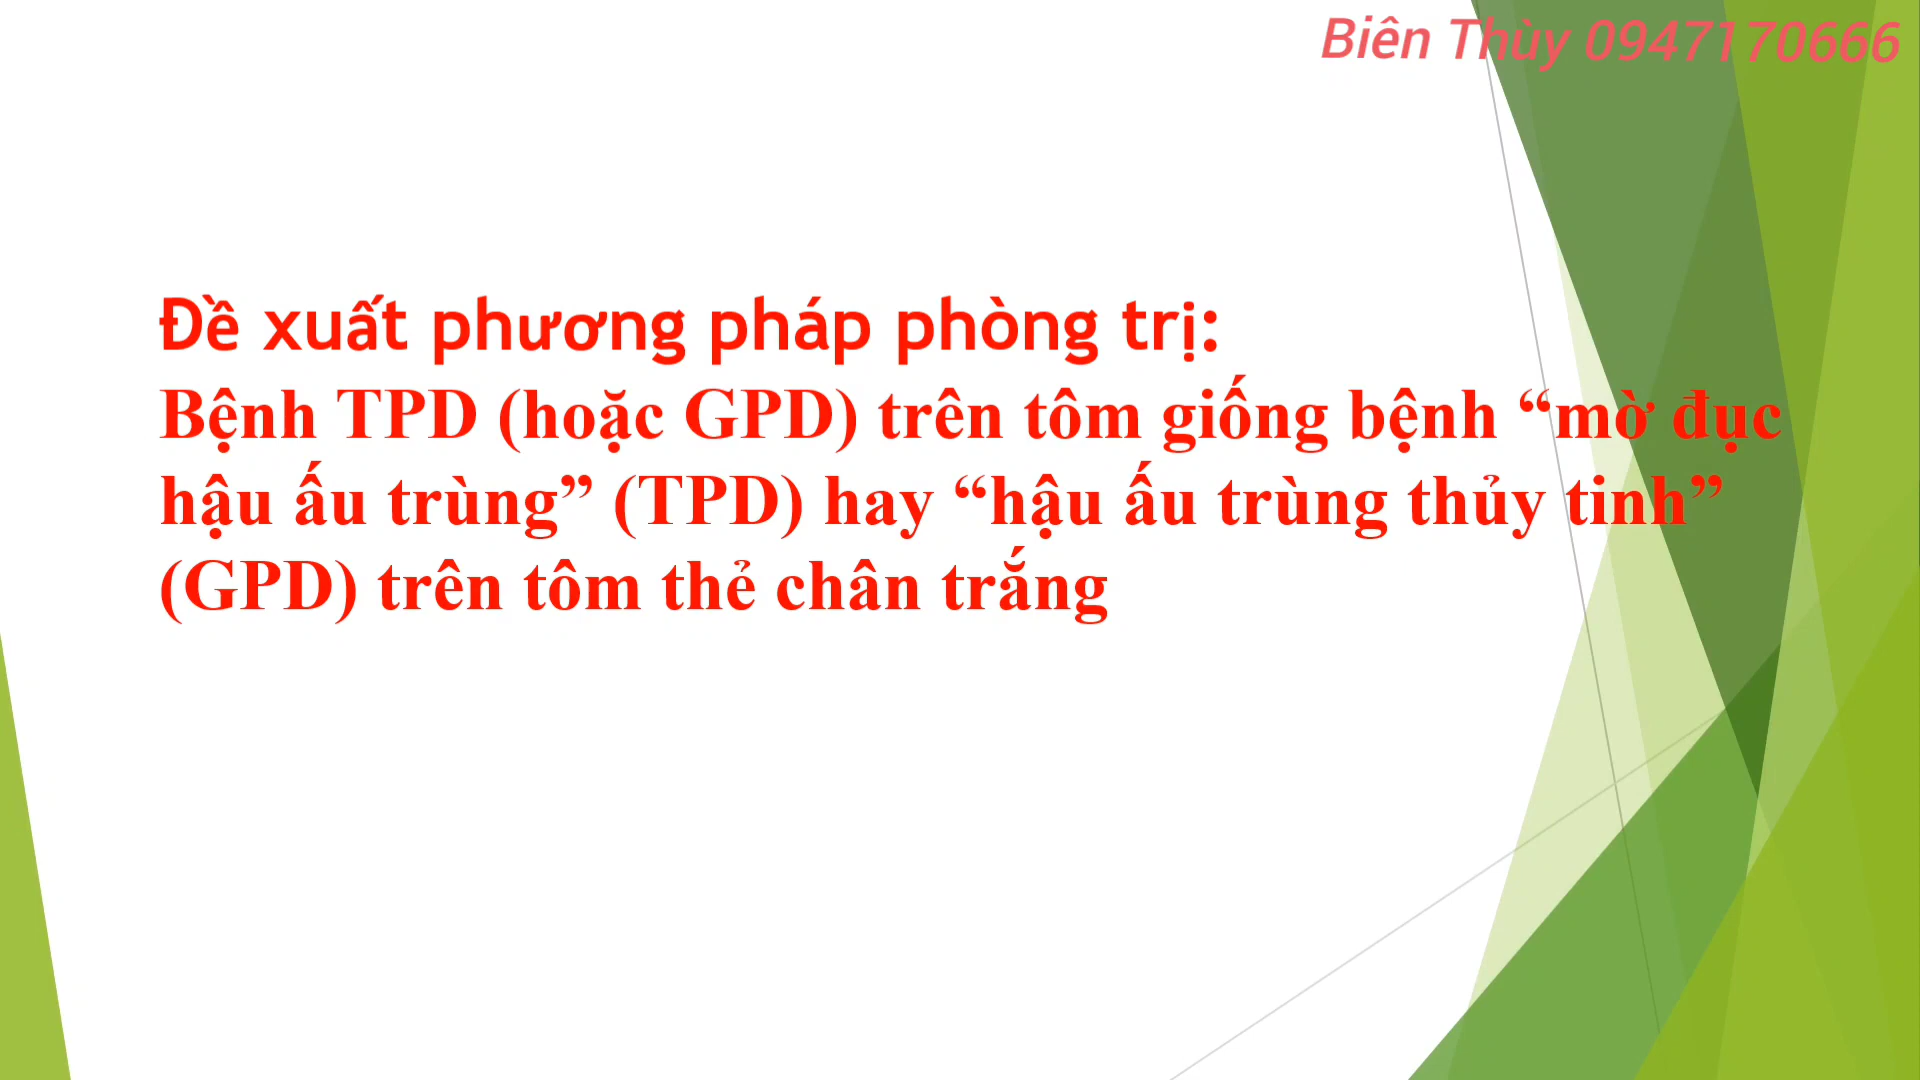 Biên Thùy 0947170666
Đề xuất phương pháp phòng trị:
Bệnh TPD (hoặc GPD) trên tôm giống bệnh “mờ đục
hậu ấu trùng” (TPD) hay “hậu ấu trùng thủy tinh”
(GPD) trên tôm thẻ chân trắng